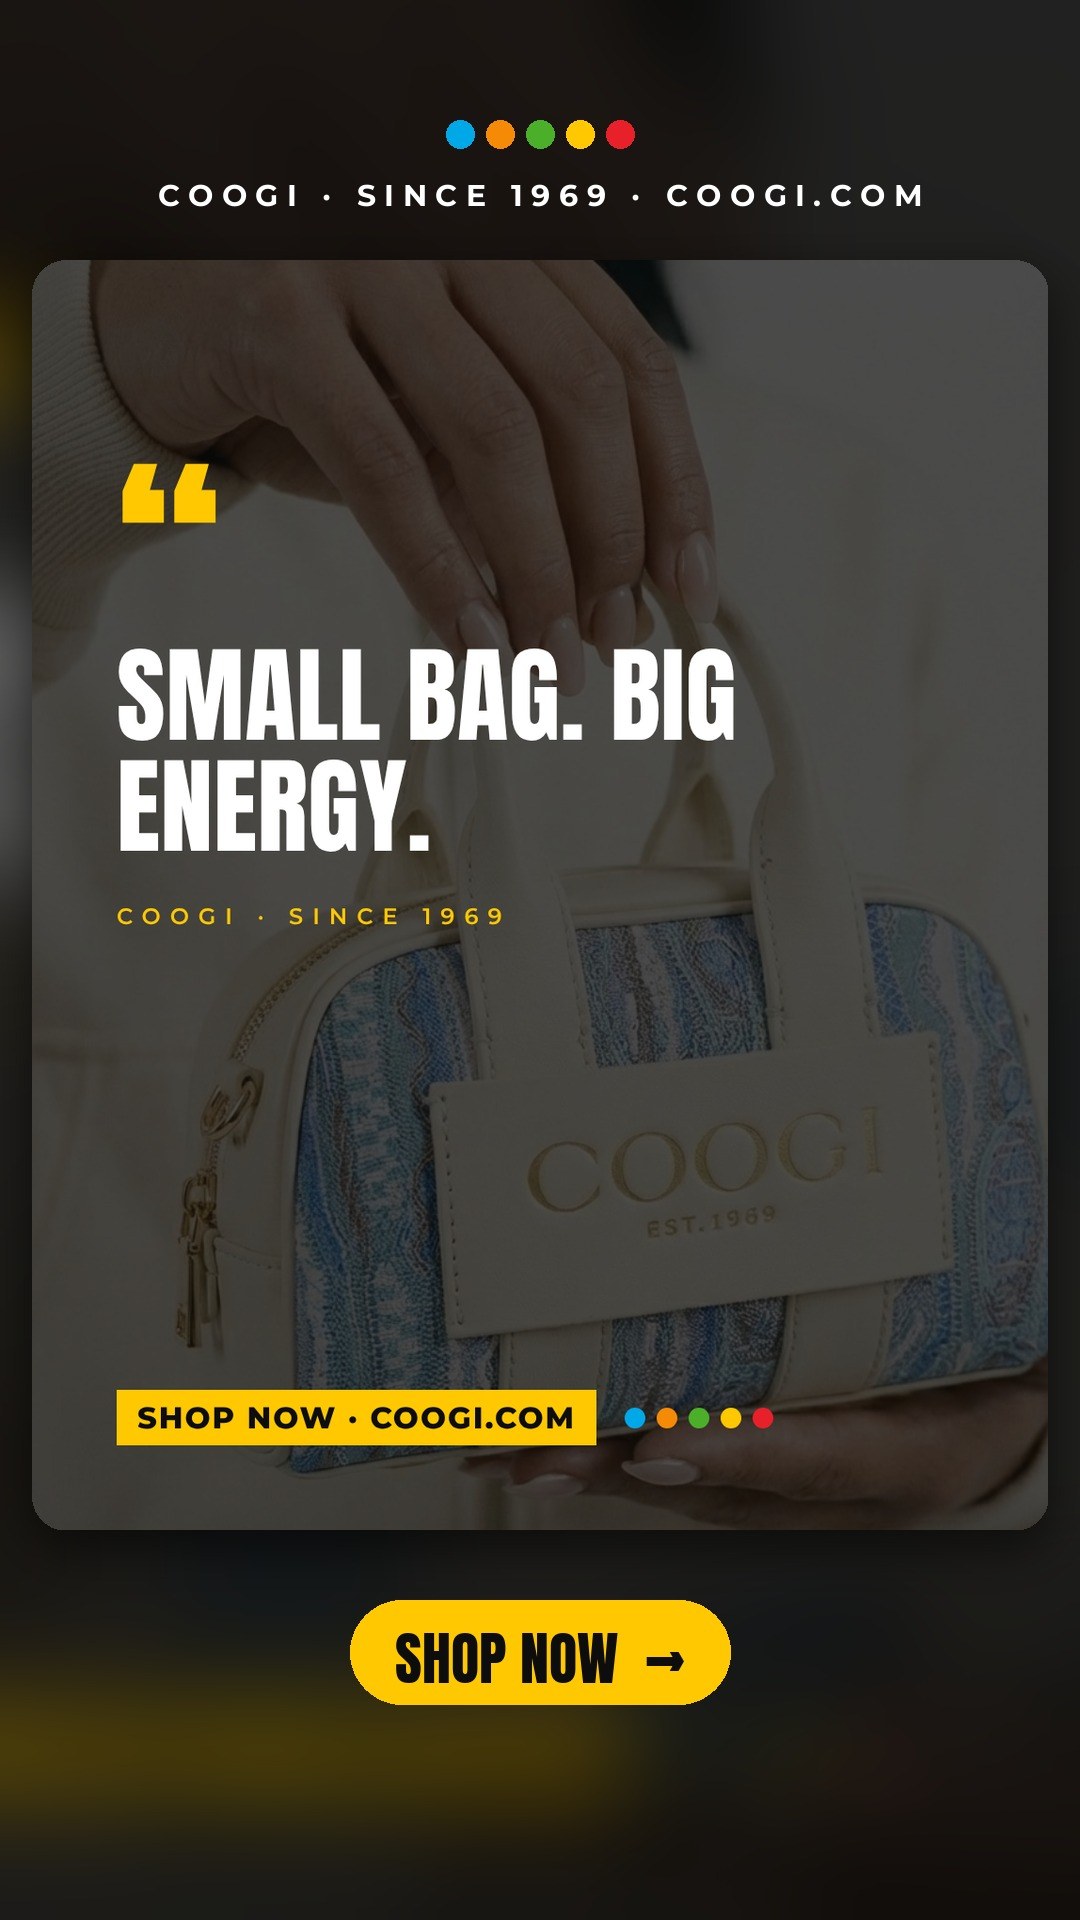 COOGI · SINCE 1969 · COOGI.COM
“
SMALL BAG. BIG
ENERGY.
COOGI · SINCE 1969
COOGI
EST.1969
SHOP NOW · COOGI.COM
SHOP NOW →